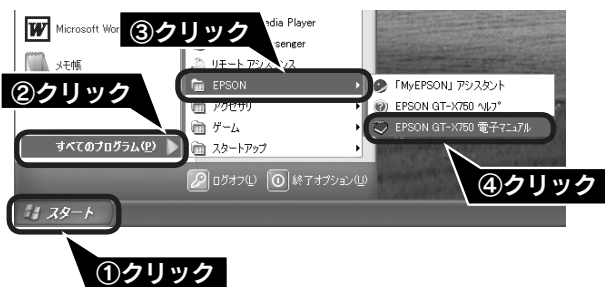 Microsoft Wor
メモ帳
すべてのプログラム(P)
スタート
edia Player
senger
リモート アシスタンス
EPSON
アクセサリ
ゲーム
スタートアップ
ログオフ(L)
終了オプション(U)
「MyEPSON」アシスタント
EPSON GT-X750 ヘルプ
EPSON GT-X750 電子マニュアル
①クリック
②クリック
③クリック
④クリック